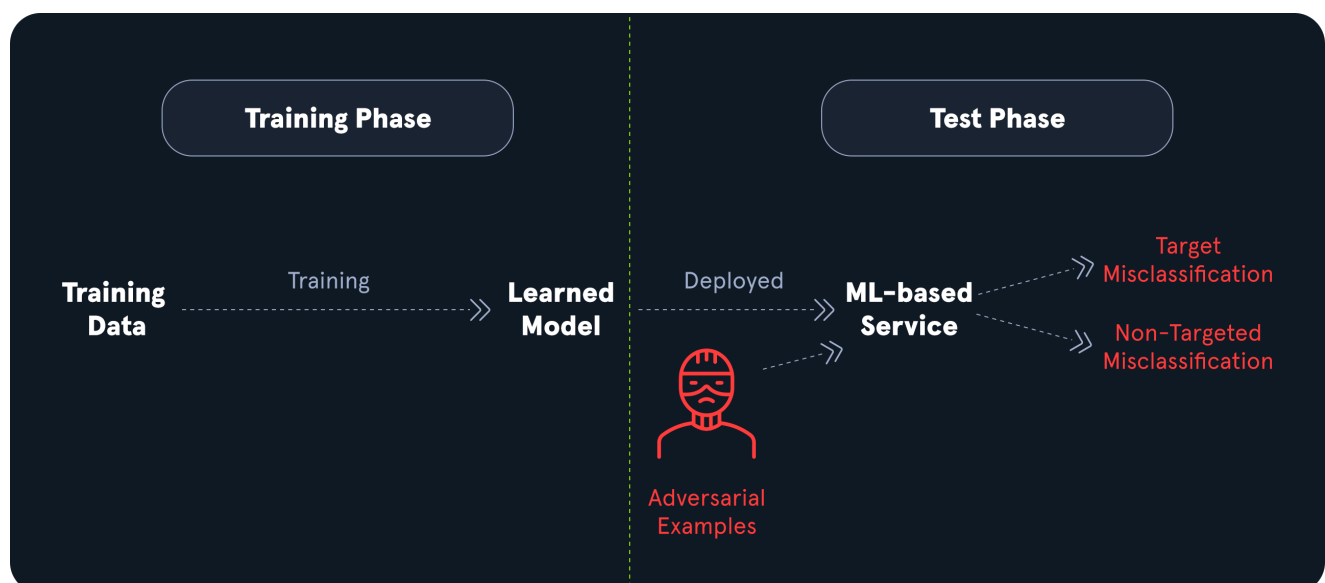 Training Phase
Test Phase
Training
Data
Training
Learned
Model
Deployed
ML-based
Service
Target
Misclassification
Non-Targeted
Misclassification
Adversarial
Examples